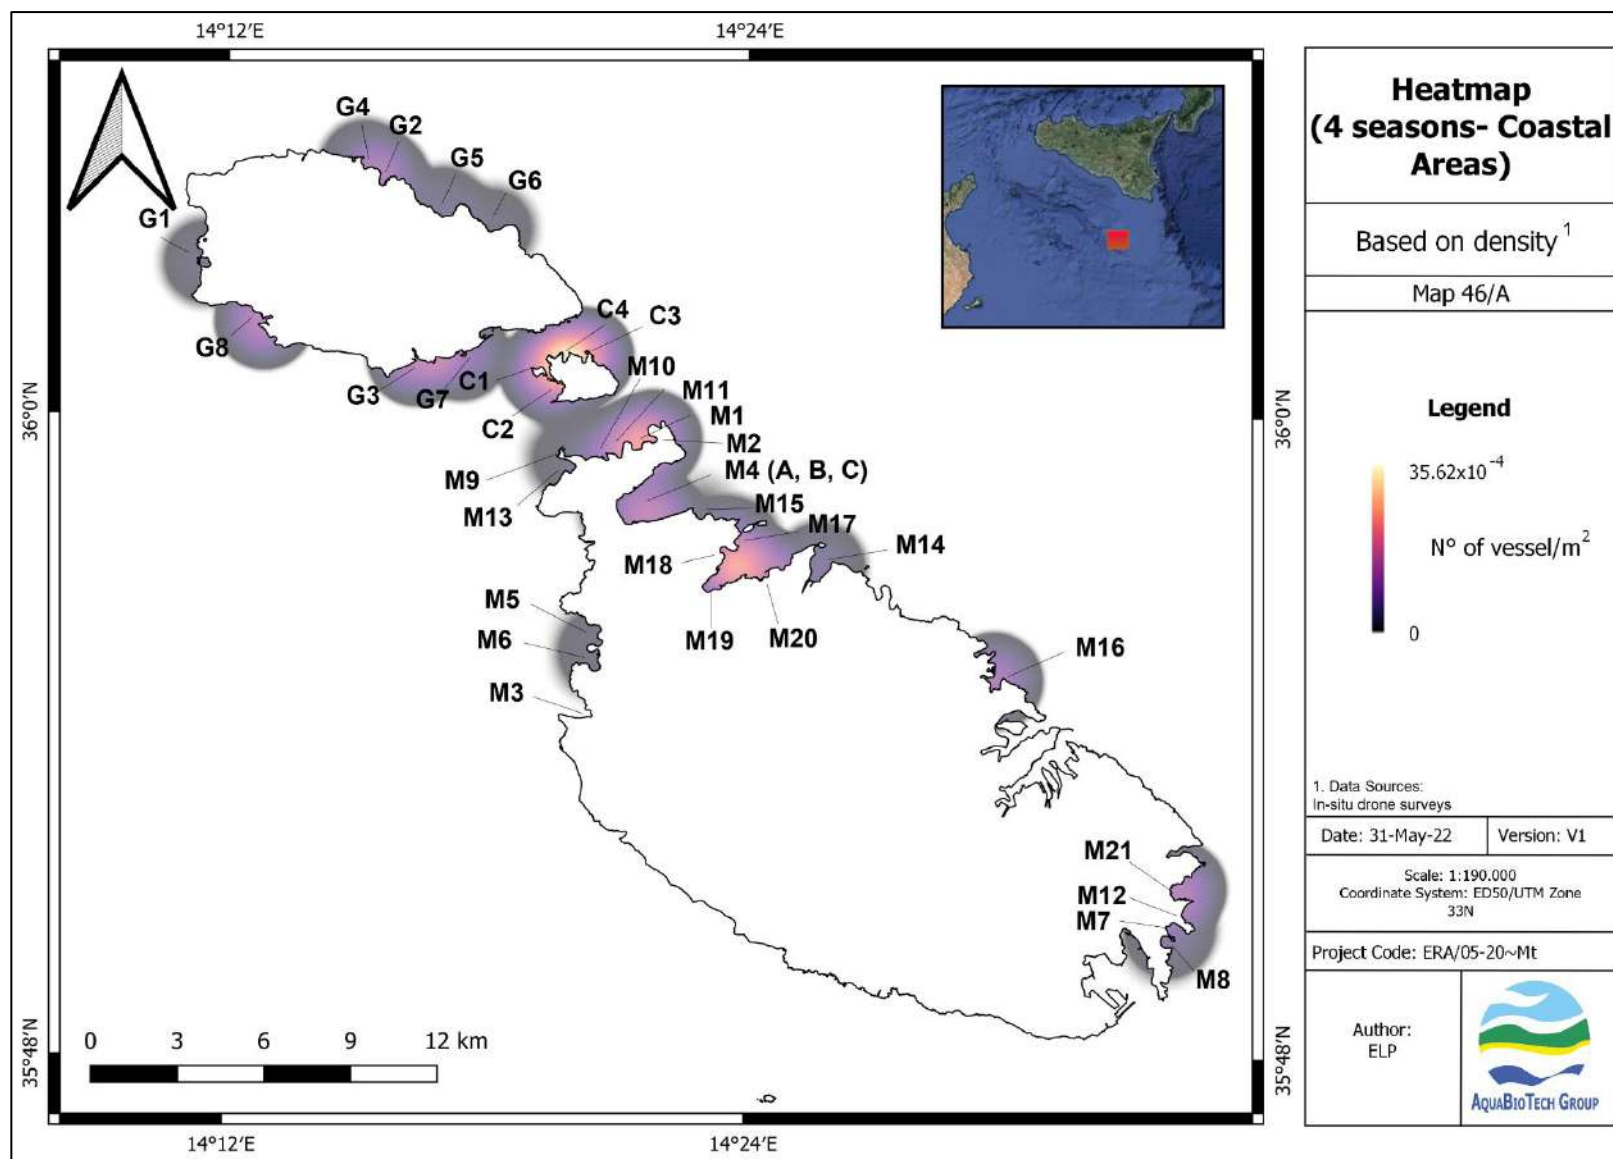 14°12'E
14°24'E
G4
G2
G5
G6
G1
C4
C3
G8
M10
C1
M11
G3
G7
M1
C2
M2
M9
M4 (A, B, C)
M13
M15
M17
M18
M14
M5
M6
M19
M20
M16
M3
M21
M12
M7
M8
36°0'N
36°0'N
35°48'N
35°48'N
0 3 6 9 12 km
14°12'E
14°24'E
Heatmap
(4 seasons- Coastal
Areas)
Based on density 1
Map 46/A
Legend
35.62x10-4
N° of vessel/m2
0
1. Data Sources:
In-situ drone surveys
Date: 31-May-22
Version: V1
Scale: 1:190.000
Coordinate System: ED50/UTM Zone
33N
Project Code: ERA/05-20~Mt
Author:
ELP
AQUABIOTECH GROUP